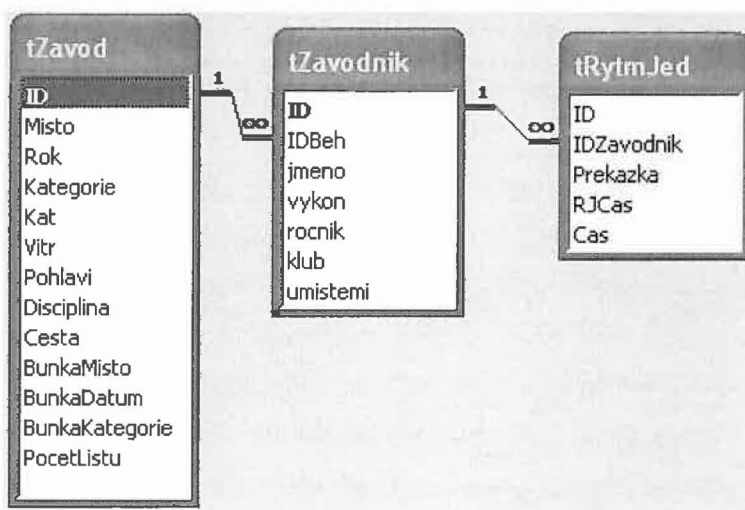 tZavod
ID
Misto
Rok
Kategorie
Kat
Vitr
Pohlavi
Disciplina
Cesta
BunkaMisto
BunkaDatum
BunkaKategorie
PocetListu
1
∞
tZavodnik
ID
IDBeh
jmeno
vykon
rocnik
klub
umistemi
1
∞
tRytmJed
ID
IDZavodnik
Prekazka
RJCas
Cas